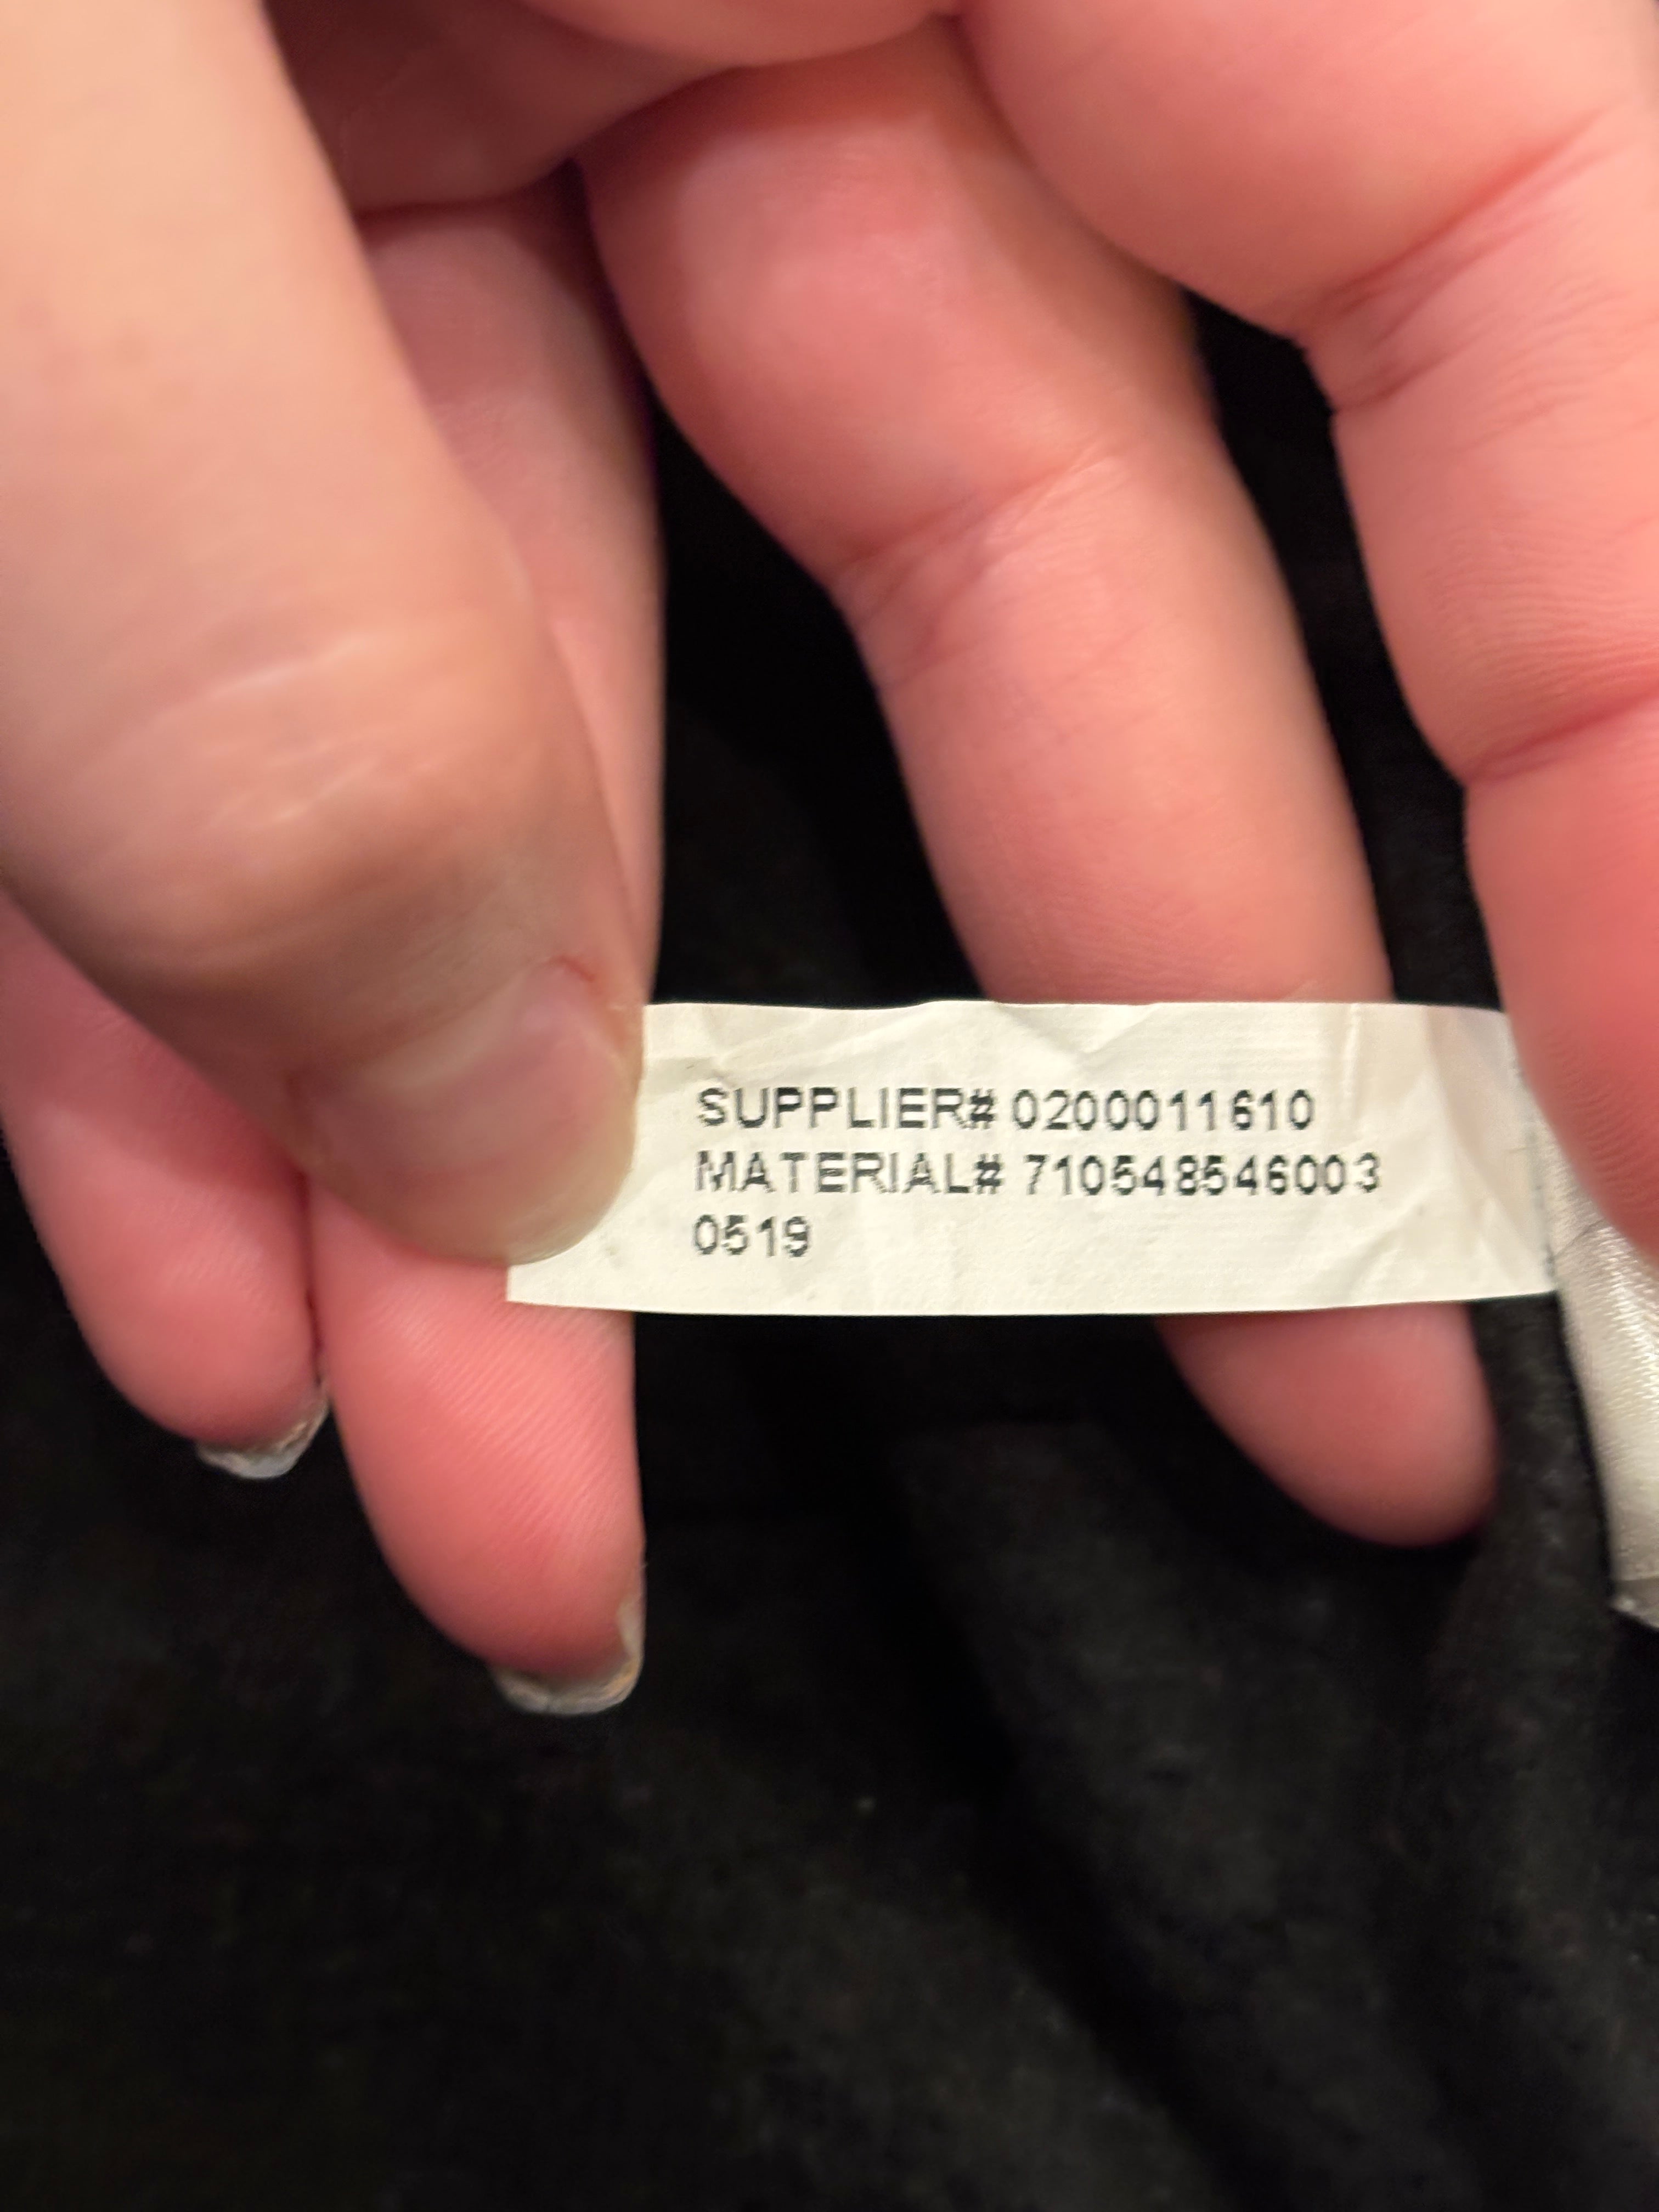 SUPPLIER# 0200011610
MATERIAL# 710548546003
0519